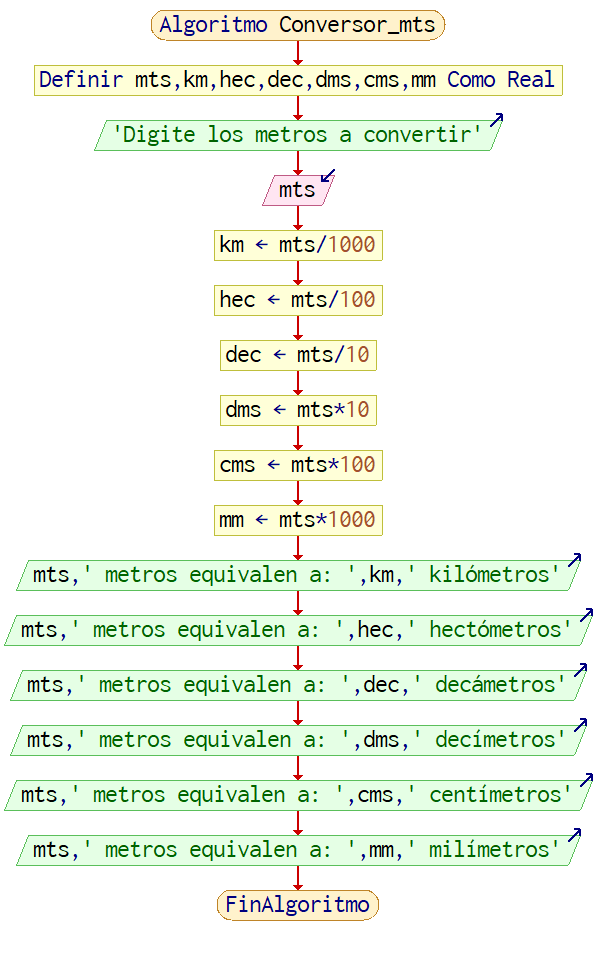 Algoritmo Conversor_mts
Definir mts,km,hec,dec,dms,cms,mm Como Real
'Digite los metros a convertir'
mts
km ← mts/1000
hec ← mts/100
dec ← mts/10
dms ← mts*10
cms ← mts*100
mm ← mts*1000
mts,' metros equivalen a: ',km,' kilómetros'
mts,' metros equivalen a: ',hec,' hectómetros'
mts,' metros equivalen a: ',dec,' decámetros'
mts,' metros equivalen a: ',dms,' decímetros'
mts,' metros equivalen a: ',cms,' centímetros'
mts,' metros equivalen a: ',mm,' milímetros'
FinAlgoritmo